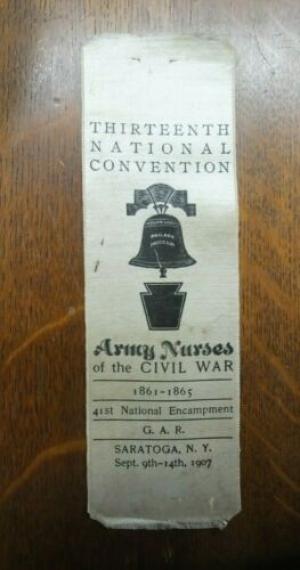 THIRTEENTH
NATIONAL
CONVENTION
Army Nurses
of the CIVIL WAR
1861-1865
41st National Encampment
G. A. R.
SARATOGA, N. Y.
Sept. 9th-14th, 1907